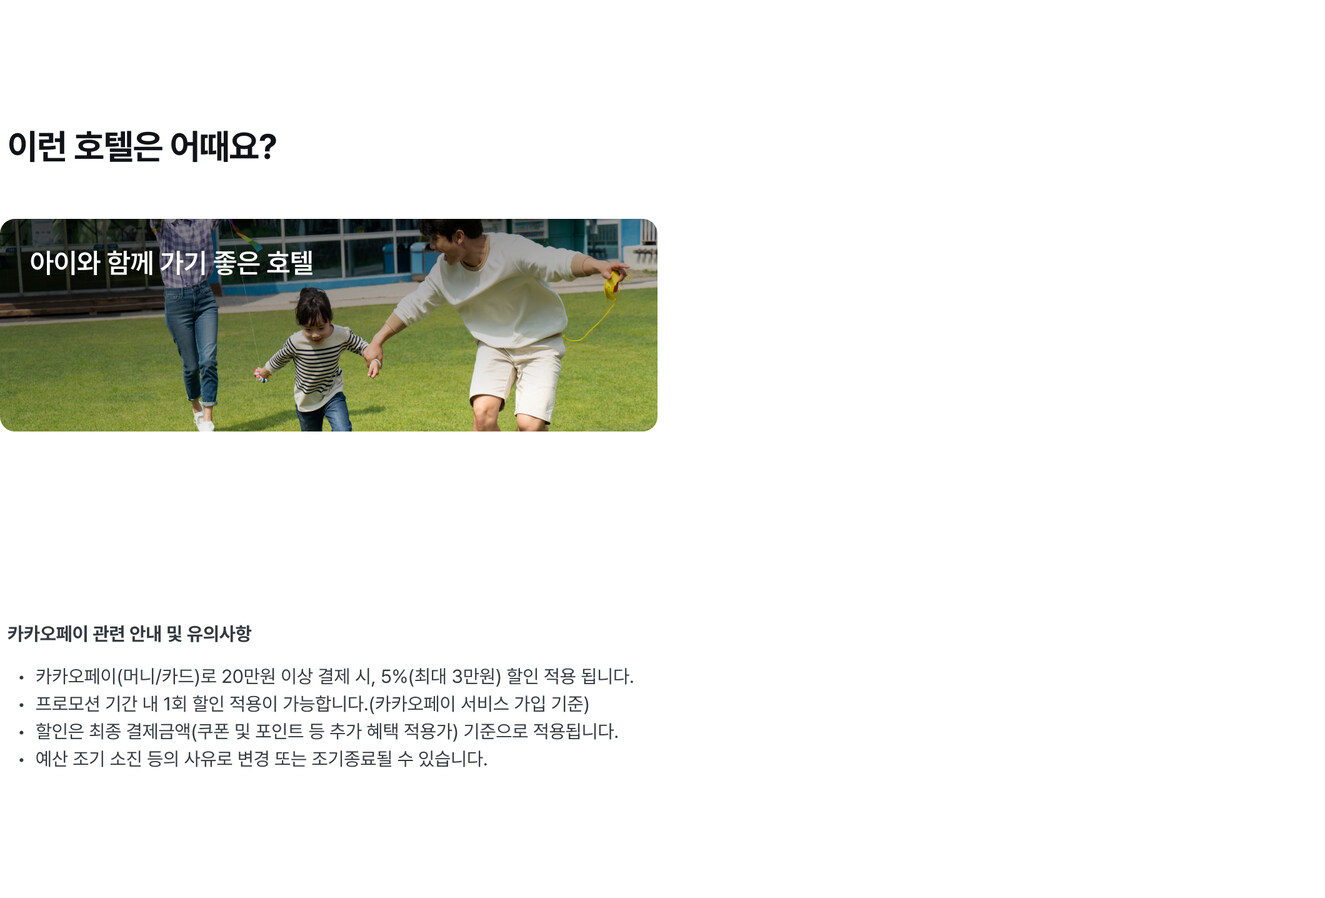 이런 호텔은 어때요?
아이와 함께 가기 좋은 호텔
카카오페이 관련 안내 및 유의사항
• 카카오페이(머니/카드)로 20만원 이상 결제 시, 5%(최대 3만원) 할인 적용 됩니다.
• 프로모션 기간 내 1회 할인 적용이 가능합니다.(카카오페이 서비스 가입 기준)
• 할인은 최종 결제금액(쿠폰 및 포인트 등 추가 혜택 적용가) 기준으로 적용됩니다.
• 예산 조기 소진 등의 사유로 변경 또는 조기종료될 수 있습니다.